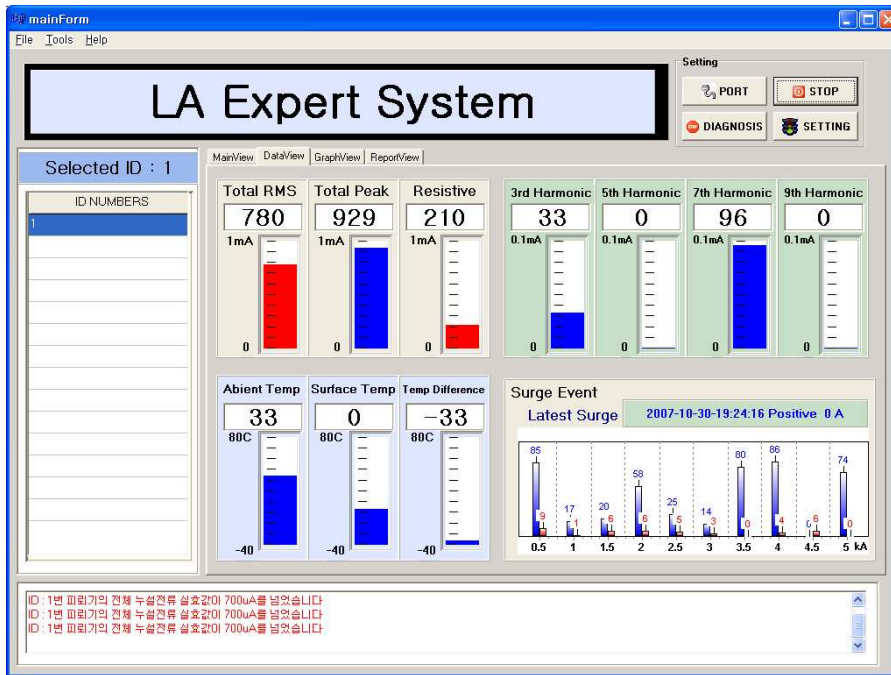 mainForm
File Tools Help
LA Expert System
Setting
PORT STOP
DIAGNOSIS SETTING
Selected ID : 1
ID NUMBERS
1
MainView DataView GraphView ReportView
Total RMS Total Peak Resistive
780 929 210
1mA 1mA 1mA
0 0 0
3rd Harmonic 5th Harmonic 7th Harmonic 9th Harmonic
33 0 96 0
0.1mA 0.1mA 0.1mA 0.1mA
0 0 0 0
Abient Temp Surface Temp Temp Difference
33 0 -33
80C 80C 80C
-40 -40 -40
Surge Event
Latest Surge 2007-10-30-19:24:16 Positive 0 A
85 17 20 58 25 14 80 86 0 74
9 1 6 6 5 3 0 4 6 0
0.5 1 1.5 2 2.5 3 3.5 4 4.5 5 kA
ID : 1번 피뢰기의 전체 누설전류 실효값이 700uA를 넘었습니다
ID : 1번 피뢰기의 전체 누설전류 실효값이 700uA를 넘었습니다
ID : 1번 피뢰기의 전체 누설전류 실효값이 700uA를 넘었습니다